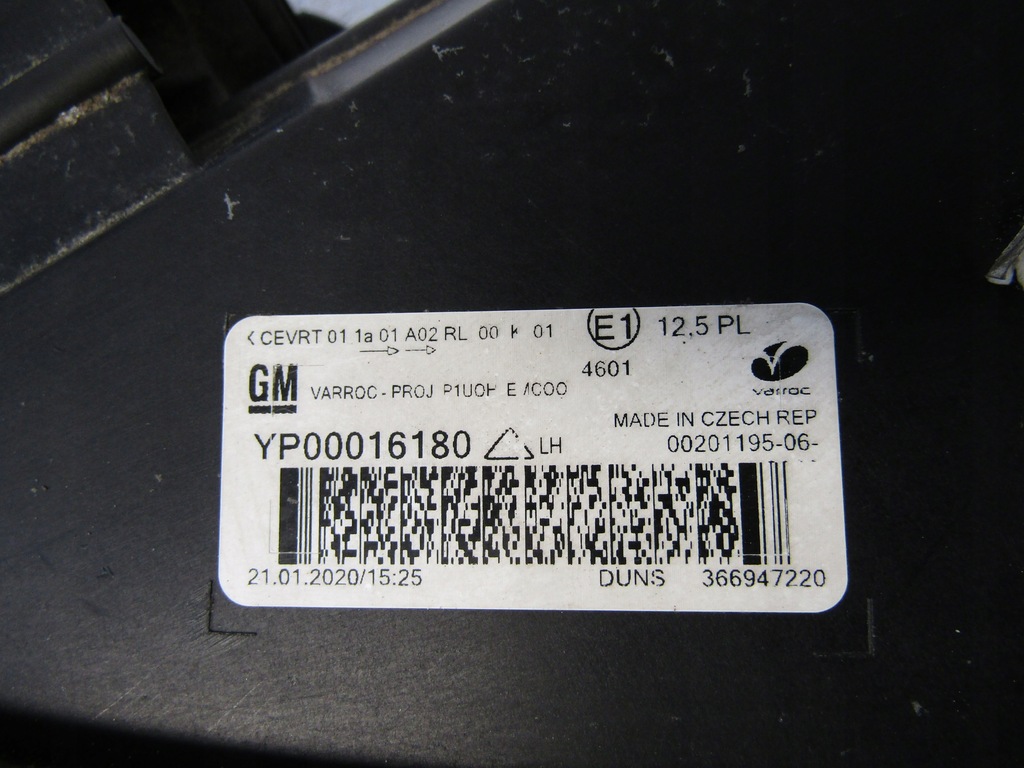 CEVRT 01 1a 01 A02 RL 00 K 01
E1 12,5 PL
4601
GM
VARROC - PROJ P1UOH
varroc
MADE IN CZECH REP
YP00016180 LH
00201195-06-
21.01.2020/15:25 DUNS 366947220